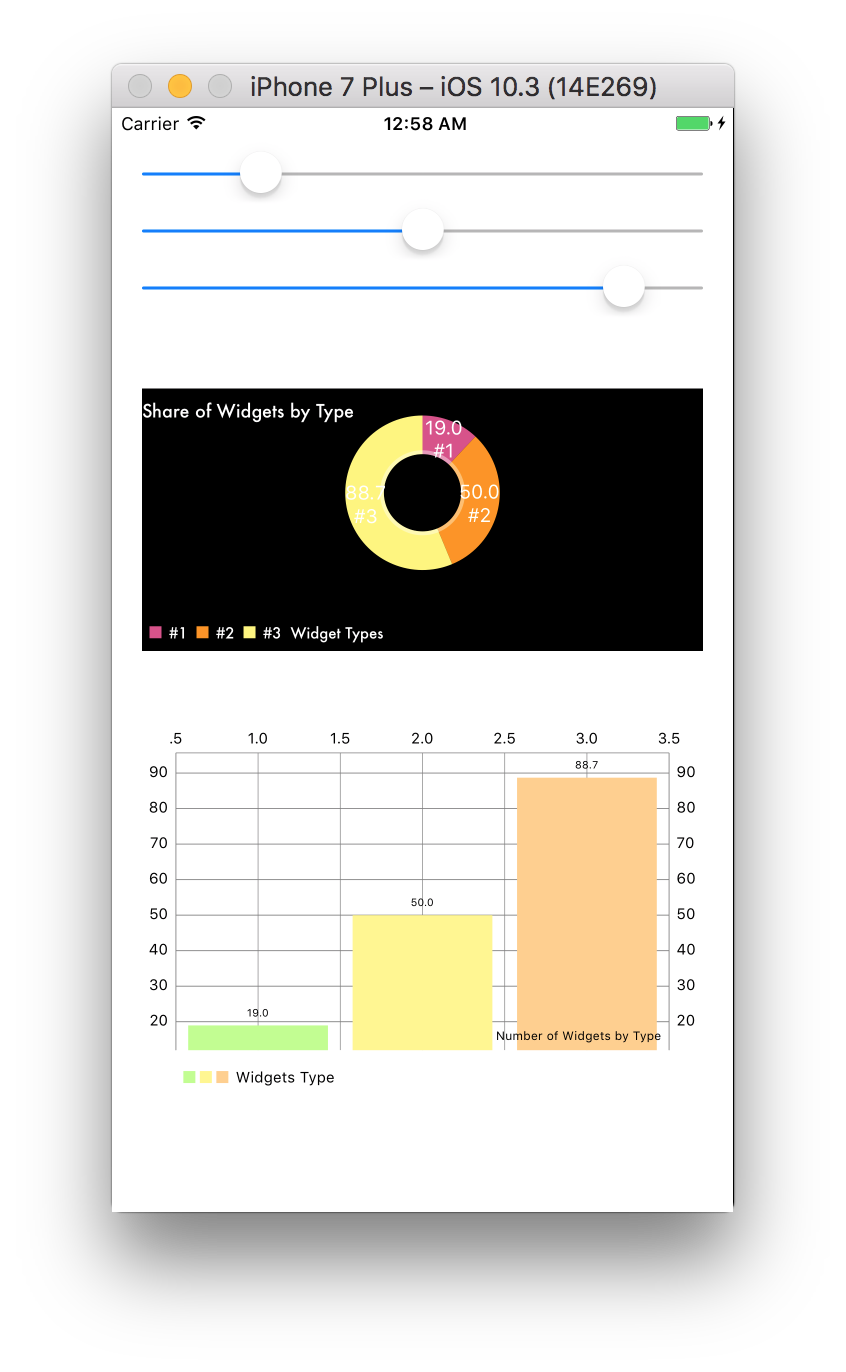 iPhone 7 Plus – iOS 10.3 (14E269)
Carrier 12:58 AM
Share of Widgets by Type
19.0
#1
88.7
#3
50.0
#2
#1 #2 #3 Widget Types
.5 1.0 1.5 2.0 2.5 3.0 3.5
88.7
90 90
80 80
70 70
60 60
50.0
50 50
40 40
30 30
19.0
20 20
Number of Widgets by Type
Widgets Type